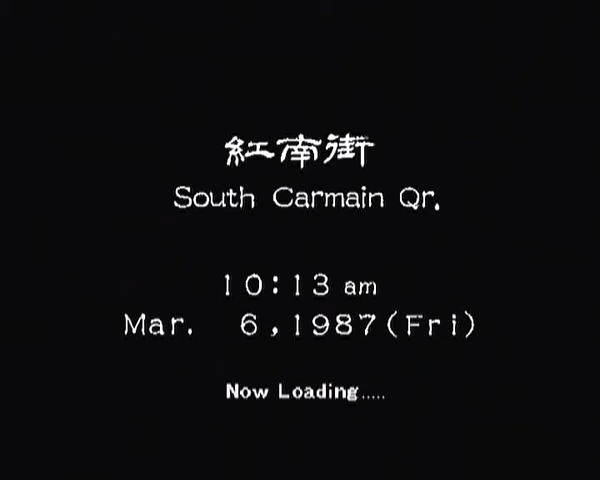 紅南街
South Carmain Qr.
10:13 am
Mar. 6,1987(Fri)
Now Loading.....